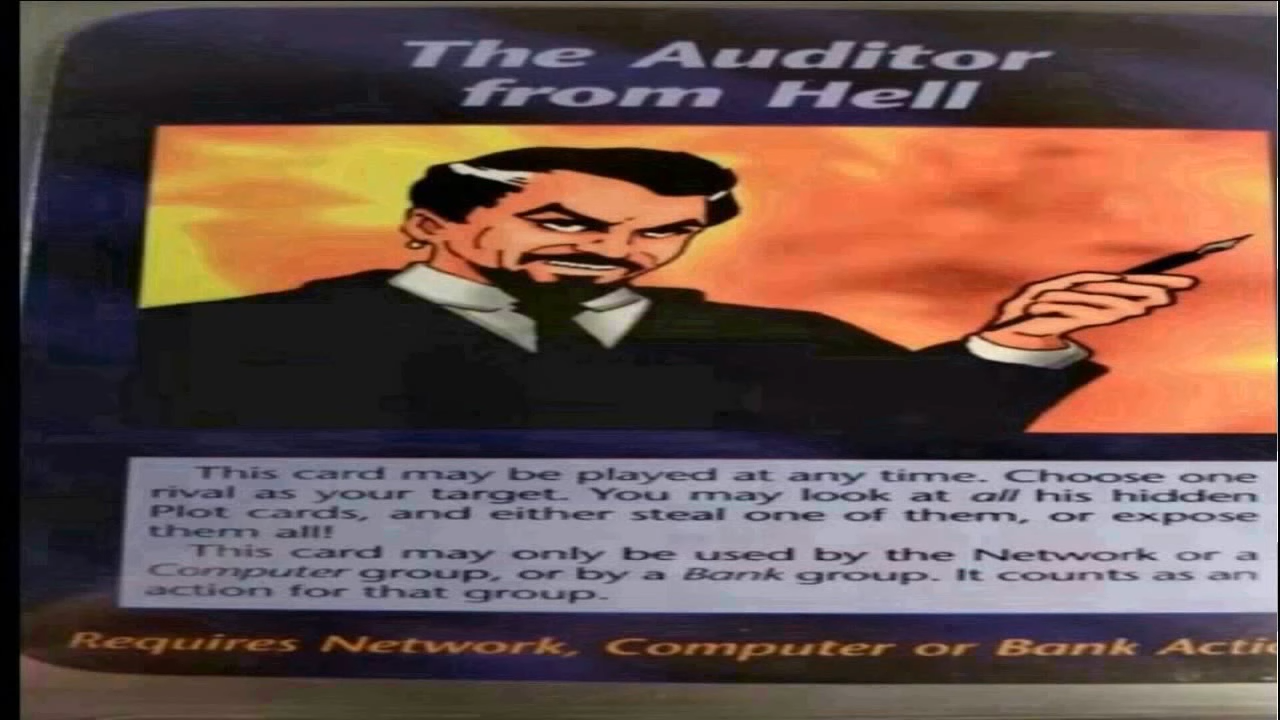 The Auditor
from Hell
This card may be played at any time. Choose one
rival as your target. You may look at all his hidden
Plot cards, and either steal one of them, or expose
them all!
This card may only be used by the Network or a
Computer group, or by a Bank group. It counts as an
action for that group.
Requires Network, Computer or Bank Actio